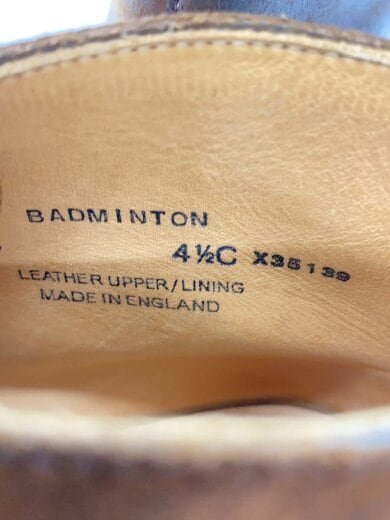 BADMINTON
4½C X35139
LEATHER UPPER/LINING
MADE IN ENGLAND